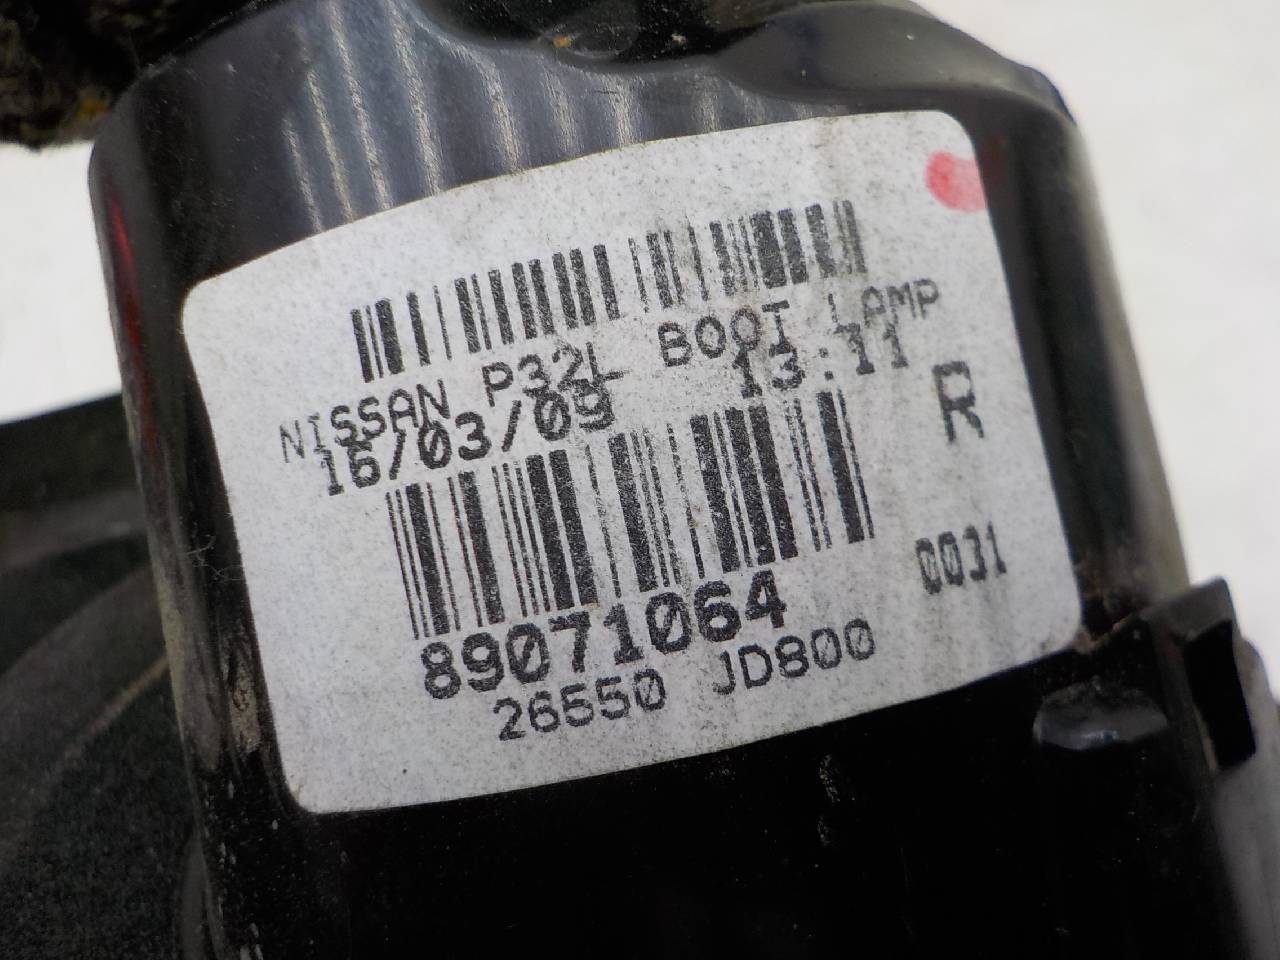 NISSAN P32L BOOT LAMP
16/03/09 13:11
R
89071064
0031
26550 JD800